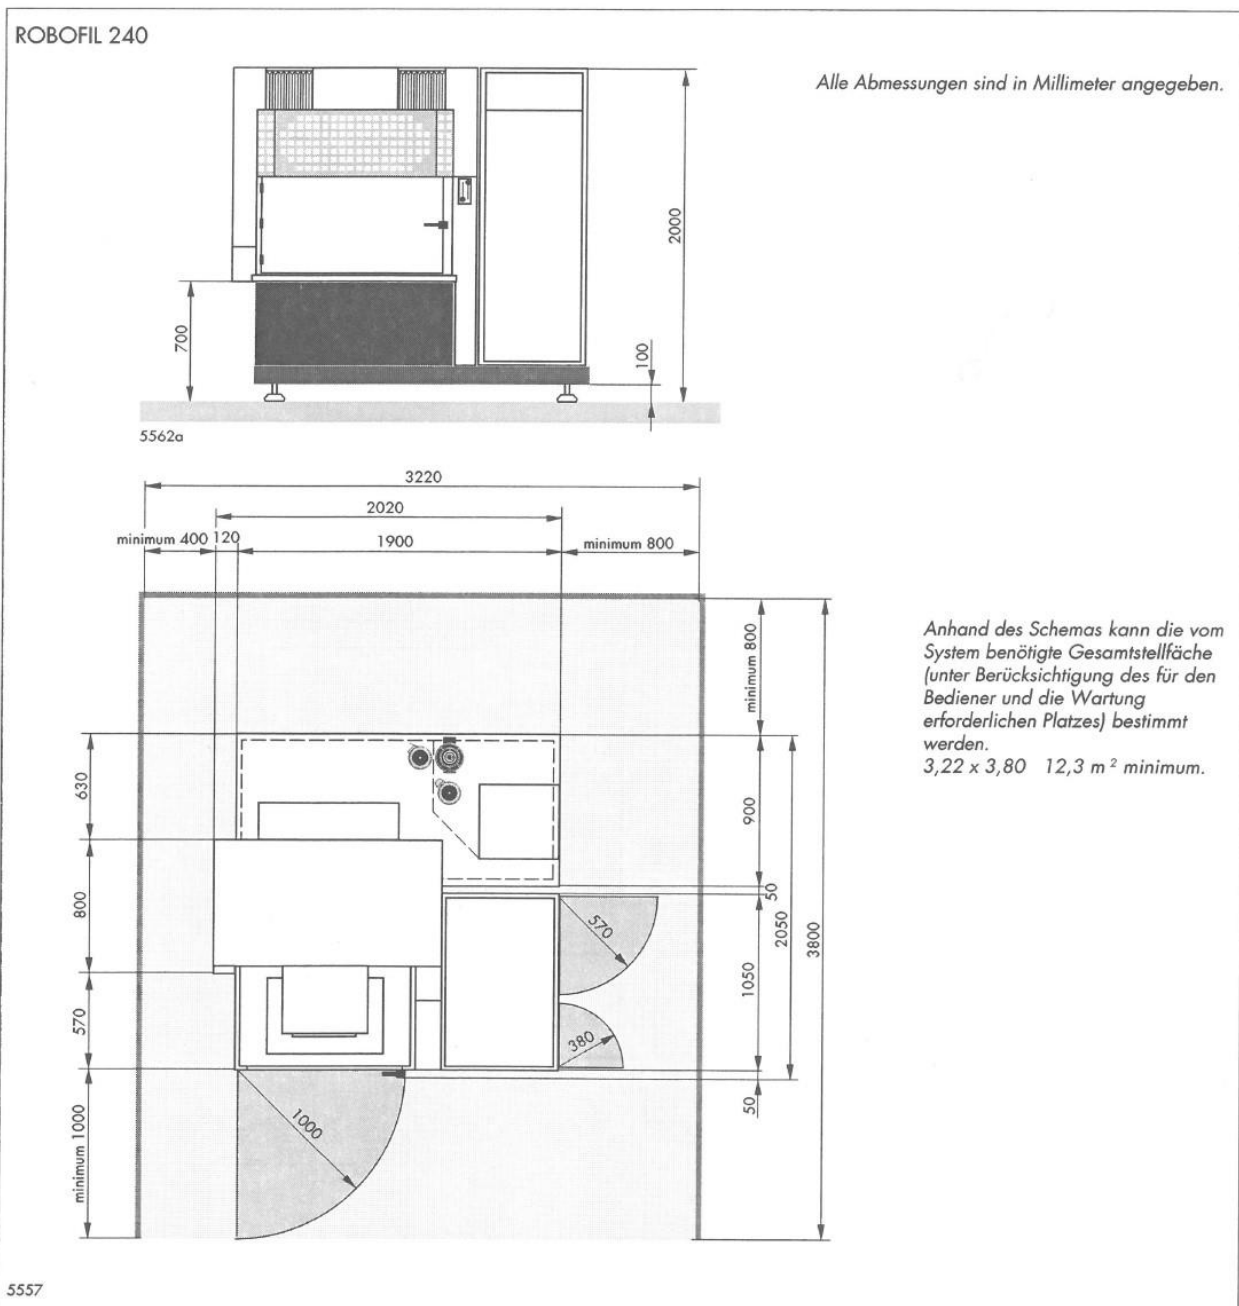 ROBOFIL 240
Alle Abmessungen sind in Millimeter angegeben.
2000
700
100
5562a
3220
2020
minimum 400 120 1900 minimum 800
minimum 800
Anhand des Schemas kann die vom
System benötigte Gesamtstellfäche
(unter Berücksichtigung des für den
Bediener und die Wartung
erforderlichen Platzes) bestimmt
werden.
3,22 x 3,80 12,3 m² minimum.
630
900
800
50
570
2050
3800
1050
570
380
50
minimum 1000
1000
5557